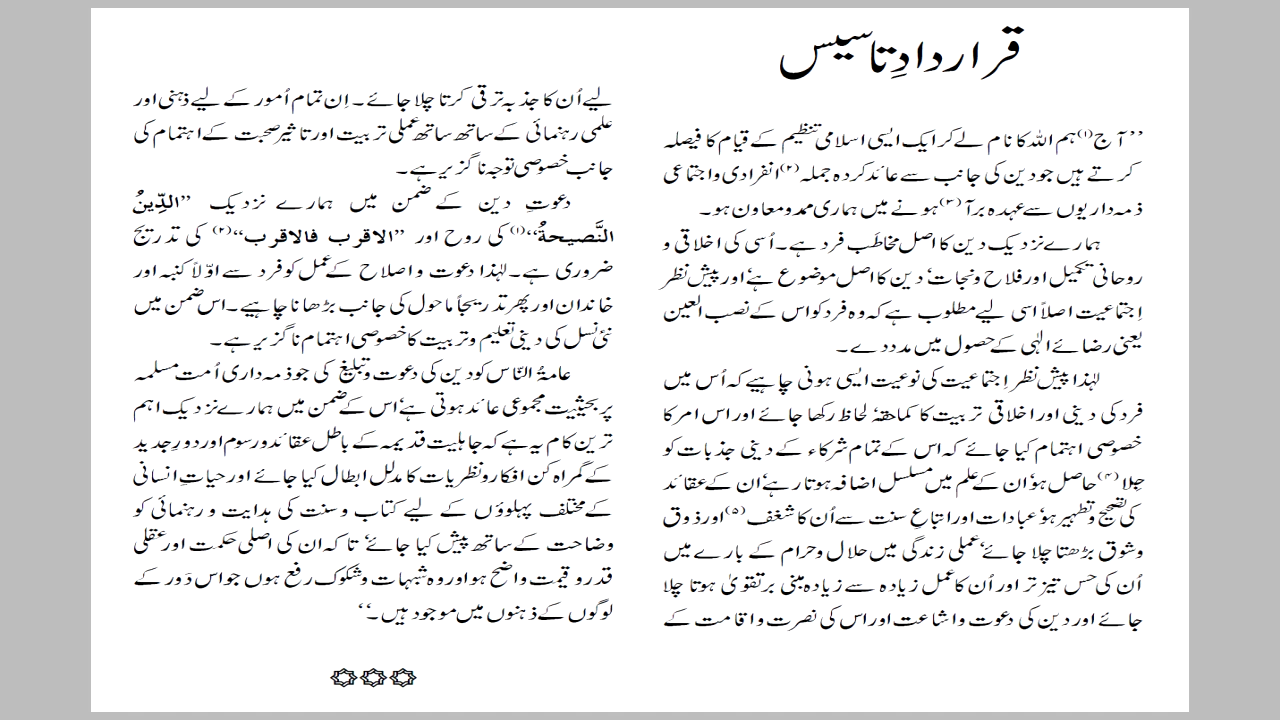 قرار دادِ تاسیس
’’آج(۱) ہم اللہ کا نام لے کر ایک ایسی اسلامی تنظیم کے قیام کا فیصلہ
کرتے ہیں جو دین کی جانب سے عائد کردہ جملہ(۲) انفرادی و اجتماعی
ذمہ داریوں سے عہدہ برآ(۳) ہونے میں ہماری ممد و معاون ہو۔
ہمارے نزدیک دین کا اصل مخاطَب فرد ہے۔ اُسی کی اخلاقی و
روحانی تکمیل اور فلاح و نجات‘ دین کا اصل موضوع ہے‘ اور پیش نظر
اِجتماعیت اصلاً اسی لیے مطلوب ہے کہ وہ فرد کو اس کے نصب العین
یعنی رضائے الٰہی کے حصول میں مدد دے۔
لہٰذا پیش نظر اِجتماعیت کی نوعیت ایسی ہونی چاہیے کہ اُس میں
فرد کی دینی اور اخلاقی تربیت کا کماحقہٗ لحاظ رکھا جائے اور اس امر کا
خصوصی اہتمام کیا جائے کہ اس کے تمام شرکاء کے دینی جذبات کو
جِلا(۴) حاصل ہو‘ ان کے علم میں مسلسل اضافہ ہوتا رہے‘ ان کے عقائد
کی تصحیح و تطہیر ہو‘ عبادات اور اتباعِ سنت سے اُن کا شغف(۵) اور ذوق
و شوق بڑھتا چلا جائے‘ عملی زندگی میں حلال و حرام کے بارے میں
اُن کی حس تیز تر اور اُن کا عمل زیادہ سے زیادہ مبنی بر تقویٰ ہوتا چلا
جائے اور دین کی دعوت و اشاعت اور اس کی نصرت و اقامت کے
لیے اُن کا جذبہ ترقی کرتا چلا جائے۔ اِن تمام اُمور کے لیے ذہنی اور
علمی رہنمائی کے ساتھ ساتھ عملی تربیت اور تاثیر صحبت کے اہتمام کی
جانب خصوصی توجہ ناگزیر ہے۔
دعوتِ دین کے ضمن میں ہمارے نزدیک ’’الدِّینُ
النَّصیحةُ‘‘(۱) کی روح اور ’’الاقرب فالاقرب‘‘(۲) کی تدریج
ضروری ہے۔ لہٰذا دعوت و اصلاح کے عمل کو فرد سے اوّلاً کنبہ اور
خاندان اور پھر تدریجاً ماحول کی جانب بڑھانا چاہیے۔ اس ضمن میں
نئی نسل کی دینی تعلیم و تربیت کا خصوصی اہتمام ناگزیر ہے۔
عامۃُ النّاس کو دین کی دعوت و تبلیغ کی جو ذمہ داری اُمت مسلمہ
پر بحیثیت مجموعی عائد ہوتی ہے‘ اس کے ضمن میں ہمارے نزدیک اہم
ترین کام یہ ہے کہ جاہلیت قدیمہ کے باطل عقائد و رسوم اور دورِ جدید
کے گمراہ کن افکار و نظریات کا مدلل ابطال کیا جائے اور حیاتِ انسانی
کے مختلف پہلوؤں کے لیے کتاب و سنت کی ہدایت و رہنمائی کو
وضاحت کے ساتھ پیش کیا جائے‘ تاکہ ان کی اصلی حکمت اور عقلی
قدر و قیمت واضح ہو اور وہ شبہات و شکوک رفع ہوں جو اس دَور کے
لوگوں کے ذہنوں میں موجود ہیں۔‘‘